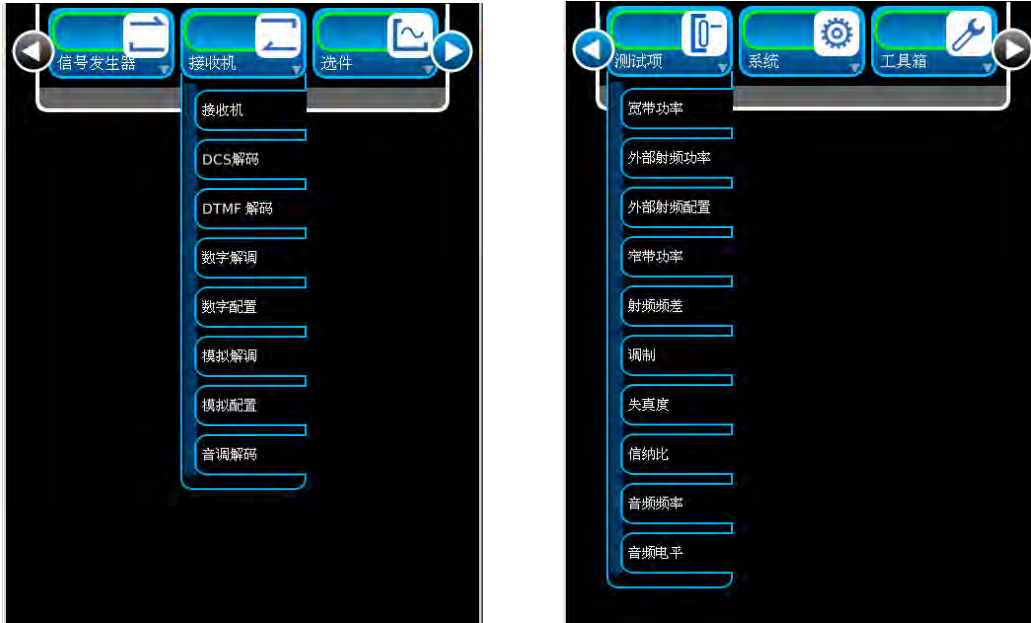 信号发生器 接收机 选件
接收机
DCS解码
DTMF 解码
数字解调
数字配置
模拟解调
模拟配置
音调解码
测试项 系统 工具箱
宽带功率
外部射频功率
外部射频配置
窄带功率
射频频差
调制
失真度
信纳比
音频频率
音频电平